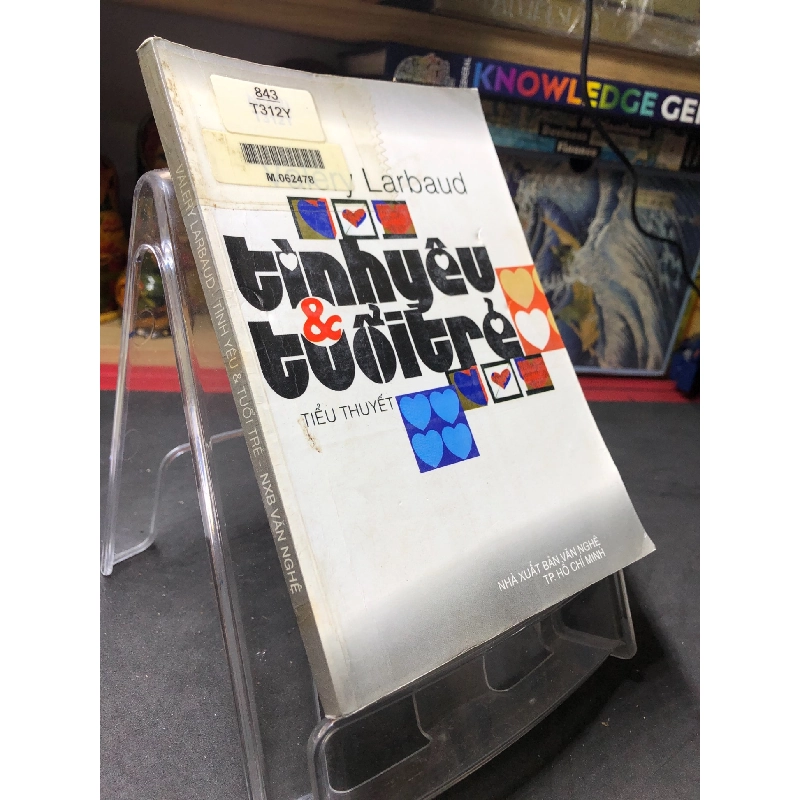 843
T312Y
M.062478
Valery Larbaud
tình yêu
&
tuổi trẻ
TIỂU THUYẾT
NHÀ XUẤT BẢN VĂN NGHỆ
TP. HỒ CHÍ MINH
VALERY LARBAUD - TÌNH YÊU & TUỔI TRẺ - NXB VĂN NGHỆ
KNOWLEDGE GE